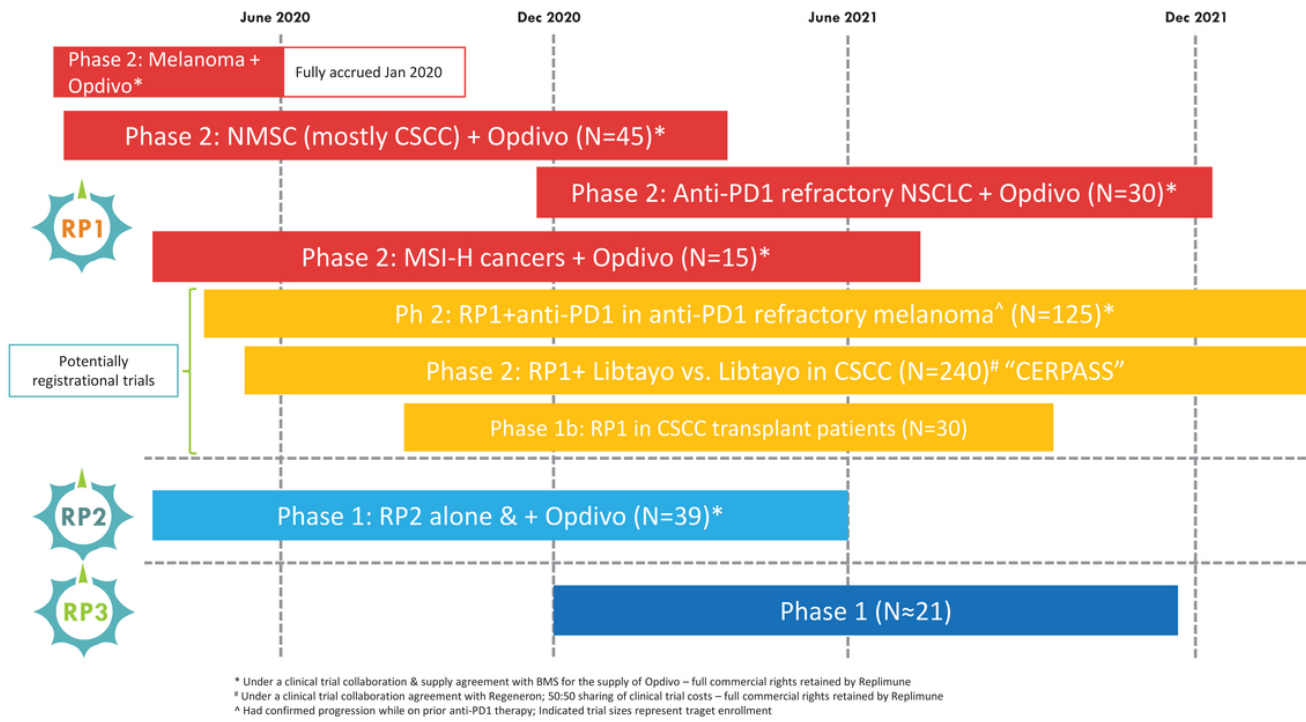 June 2020
Dec 2020
June 2021
Dec 2021
Phase 2: Melanoma +
Opdivo*
Fully accrued Jan 2020
Phase 2: NMSC (mostly CSCC) + Opdivo (N=45)*
Phase 2: Anti-PD1 refractory NSCLC + Opdivo (N=30)*
RP1
Phase 2: MSI-H cancers + Opdivo (N=15)*
Ph 2: RP1+anti-PD1 in anti-PD1 refractory melanoma^ (N=125)*
Potentially
registrational trials
Phase 2: RP1+ Libtayo vs. Libtayo in CSCC (N=240)# “CERPASS”
Phase 1b: RP1 in CSCC transplant patients (N=30)
RP2
Phase 1: RP2 alone & + Opdivo (N=39)*
RP3
Phase 1 (N≈21)
* Under a clinical trial collaboration & supply agreement with BMS for the supply of Opdivo – full commercial rights retained by Replimune
# Under a clinical trial collaboration agreement with Regeneron; 50:50 sharing of clinical trial costs – full commercial rights retained by Replimune
^ Had confirmed progression while on prior anti-PD1 therapy; Indicated trial sizes represent traget enrollment